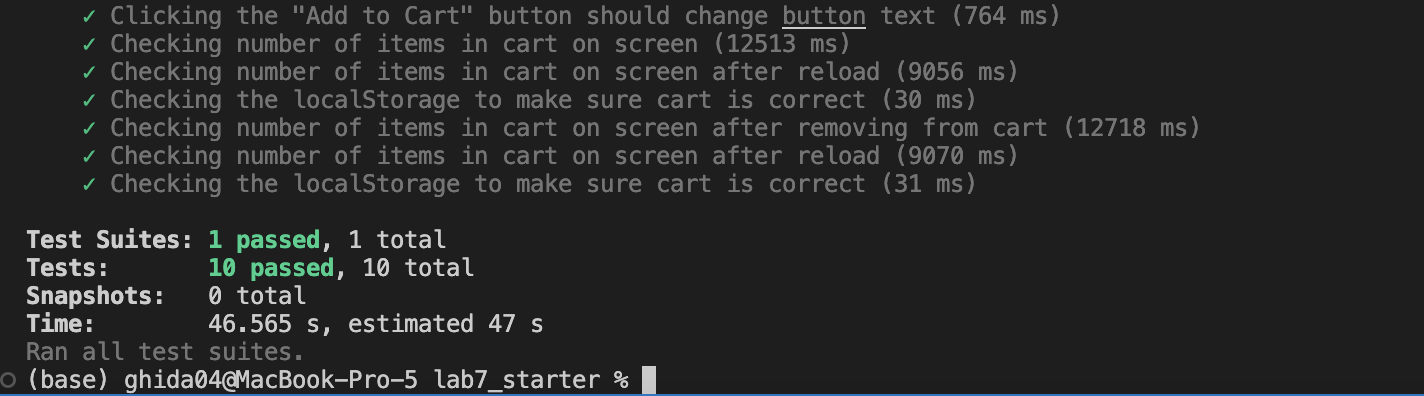 ✓ Clicking the "Add to Cart" button should change button text (764 ms)
✓ Checking number of items in cart on screen (12513 ms)
✓ Checking number of items in cart on screen after reload (9056 ms)
✓ Checking the localStorage to make sure cart is correct (30 ms)
✓ Checking number of items in cart on screen after removing from cart (12718 ms)
✓ Checking number of items in cart on screen after reload (9070 ms)
✓ Checking the localStorage to make sure cart is correct (31 ms)
Test Suites: 1 passed, 1 total
Tests: 10 passed, 10 total
Snapshots: 0 total
Time: 46.565 s, estimated 47 s
Ran all test suites.
(base) ghida04@MacBook-Pro-5 lab7_starter %